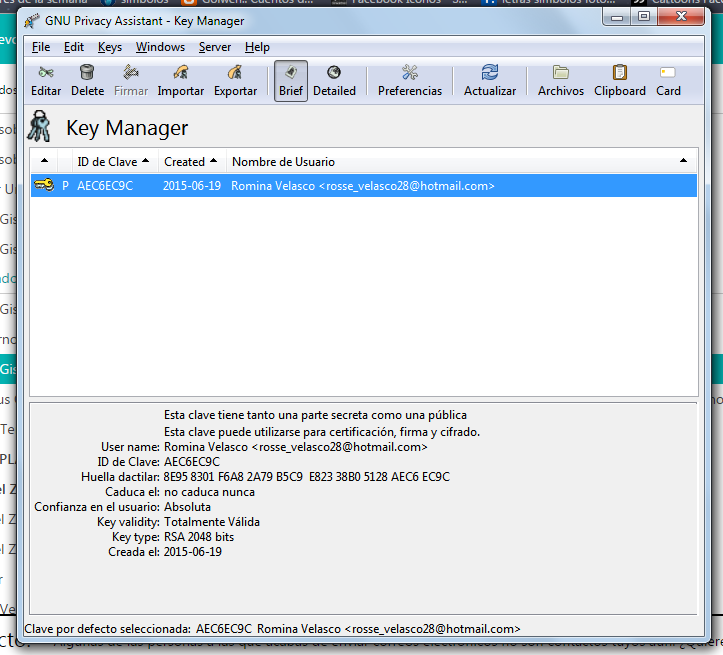 GNU Privacy Assistant - Key Manager
File Edit Keys Windows Server Help
Editar Delete Firmar Importar Exportar Brief Detailed Preferencias Actualizar Archivos Clipboard Card
Key Manager
ID de Clave Created Nombre de Usuario
P AEC6EC9C 2015-06-19 Romina Velasco <rosse_velasco28@hotmail.com>
Esta clave tiene tanto una parte secreta como una pública
Esta clave puede utilizarse para certificación, firma y cifrado.
User name: Romina Velasco <rosse_velasco28@hotmail.com>
ID de Clave: AEC6EC9C
Huella dactilar: 8E95 8301 F6A8 2A79 B5C9 E823 38B0 5128 AEC6 EC9C
Caduca el: no caduca nunca
Confianza en el usuario: Absoluta
Key validity: Totalmente Válida
Key type: RSA 2048 bits
Creada el: 2015-06-19
Clave por defecto seleccionada: AEC6EC9C Romina Velasco <rosse_velasco28@hotmail.com>